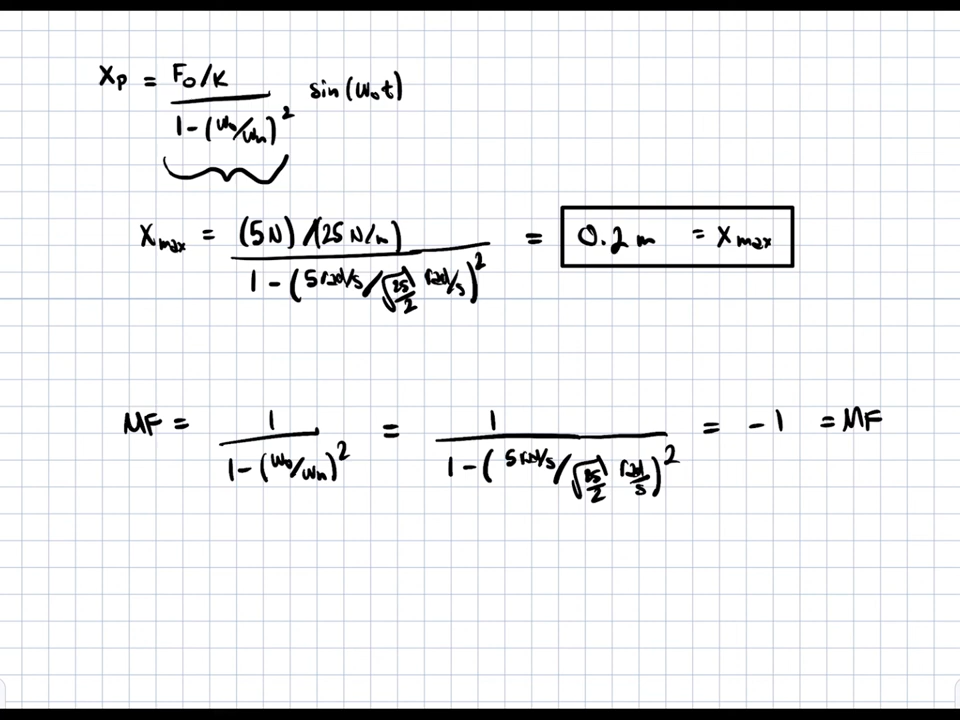 Xp = F₀/K / 1 - (ω₀/ωn)² sin(ω₀t)
Xmax = (5N)/(25 N/m) / 1 - (5 rad/s / √(25/2) rad/s)² = 0.2 m = Xmax
MF = 1 / 1 - (ω₀/ωn)² = 1 / 1 - (5 rad/s / √(25/2) rad/s)² = -1 = MF